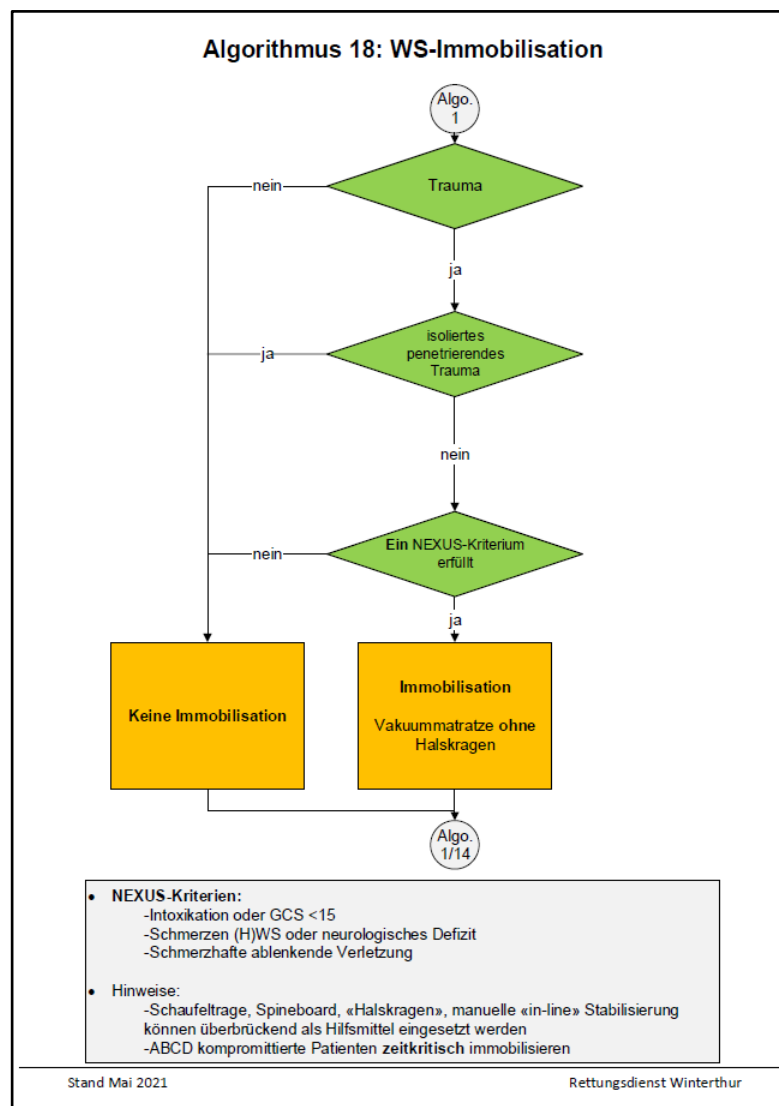 Algorithmus 18: WS-Immobilisation
Algo.
1
Trauma
nein
ja
isoliertes
penetrierendes
Trauma
ja
nein
Ein NEXUS-Kriterium
erfüllt
nein
ja
Keine Immobilisation
Immobilisation
Vakuummatratze ohne
Halskragen
Algo.
1/14
• NEXUS-Kriterien:
-Intoxikation oder GCS <15
-Schmerzen (H)WS oder neurologisches Defizit
-Schmerzhafte ablenkende Verletzung
• Hinweise:
-Schaufeltrage, Spineboard, «Halskragen», manuelle «in-line» Stabilisierung
können überbrückend als Hilfsmittel eingesetzt werden
-ABCD kompromittierte Patienten zeitkritisch immobilisieren
Stand Mai 2021
Rettungsdienst Winterthur